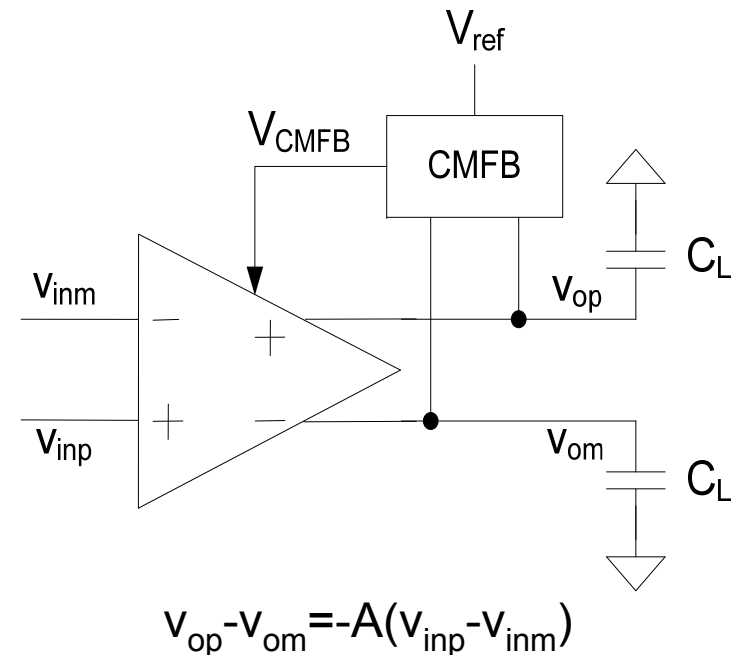 Vref
VCMFB
CMFB
CL
vinm
−
+
vop
vinp
+
−
vom
CL
vop-vom=-A(vinp-vinm)